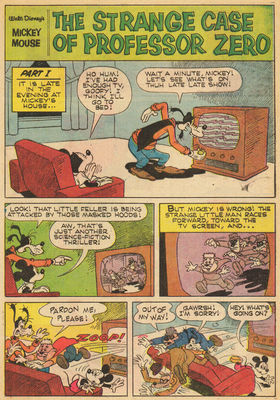 Walt Disney's
MICKEY
MOUSE
THE STRANGE CASE
OF PROFESSOR ZERO
PART I
IT IS LATE
IN THE
EVENING AT
MICKEY'S
HOUSE...
HO HUM!
I'VE HAD
ENOUGH TV,
GOOFY. I
THINK I'LL
GO TO
BED!
WAIT A MINUTE, MICKEY!
LET'S SEE WHAT'S ON
THUH LATE LATE SHOW!
LOOK! THAT LITTLE FELLER IS BEING
ATTACKED BY THOSE MASKED HOODS!
AW, THAT'S
JUST ANOTHER
SCIENCE-FICTION
THRILLER!
BUT MICKEY IS WRONG! THE
STRANGE LITTLE MAN RACES
FORWARD, TOWARD THE
TV SCREEN, AND...
PARDON ME,
PLEASE!
ZOOP!
OUT OF
MY WAY!
GAWRSH!
I'M SORRY!
HEY! WHAT'S
GOING ON?